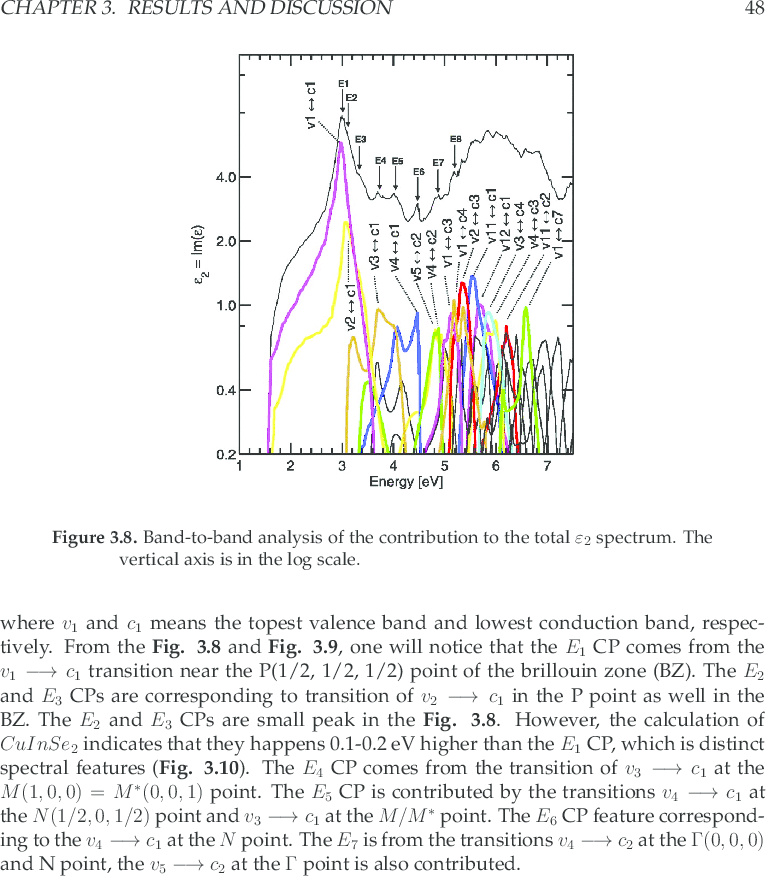 CHAPTER 3. RESULTS AND DISCUSSION 48
E1
E2
E3
E4
E5
E6
E7
E8
v1 ↔ c1
v2 ↔ c1
v3 ↔ c1
v4 ↔ c1
v5 ↔ c2
v4 ↔ c2
v1 ↔ c3
v1 ↔ c4
v2 ↔ c3
v11 ↔ c1
v12 ↔ c1
v3 ↔ c4
v4 ↔ c3
v11 ↔ c2
v1 ↔ c7
ε₂ = Im(ε)
4.0
2.0
1.0
0.4
0.2
1 2 3 4 5 6 7
Energy [eV]
Figure 3.8. Band-to-band analysis of the contribution to the total ε₂ spectrum. The
vertical axis is in the log scale.
where v₁ and c₁ means the topest valence band and lowest conduction band, respec-
tively. From the Fig. 3.8 and Fig. 3.9, one will notice that the E₁ CP comes from the
v₁ ⟶ c₁ transition near the P(1/2, 1/2, 1/2) point of the brillouin zone (BZ). The E₂
and E₃ CPs are corresponding to transition of v₂ ⟶ c₁ in the P point as well in the
BZ. The E₂ and E₃ CPs are small peak in the Fig. 3.8. However, the calculation of
CuInSe₂ indicates that they happens 0.1-0.2 eV higher than the E₁ CP, which is distinct
spectral features (Fig. 3.10). The E₄ CP comes from the transition of v₃ ⟶ c₁ at the
M(1, 0, 0) = M*(0, 0, 1) point. The E₅ CP is contributed by the transitions v₄ ⟶ c₁ at
the N(1/2, 0, 1/2) point and v₃ ⟶ c₁ at the M/M* point. The E₆ CP feature correspond-
ing to the v₄ ⟶ c₁ at the N point. The E₇ is from the transitions v₄ ⟶ c₂ at the Γ(0, 0, 0)
and N point, the v₅ ⟶ c₂ at the Γ point is also contributed.